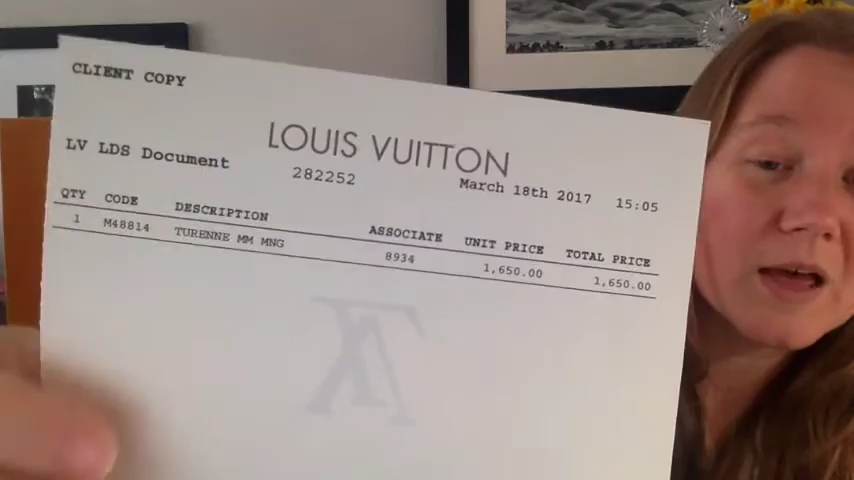 CLIENT COPY
LOUIS VUITTON
LV LDS Document 282252 March 18th 2017 15:05
QTY CODE DESCRIPTION ASSOCIATE UNIT PRICE TOTAL PRICE
1 M48814 TURENNE MM MNG 8934 1,650.00 1,650.00